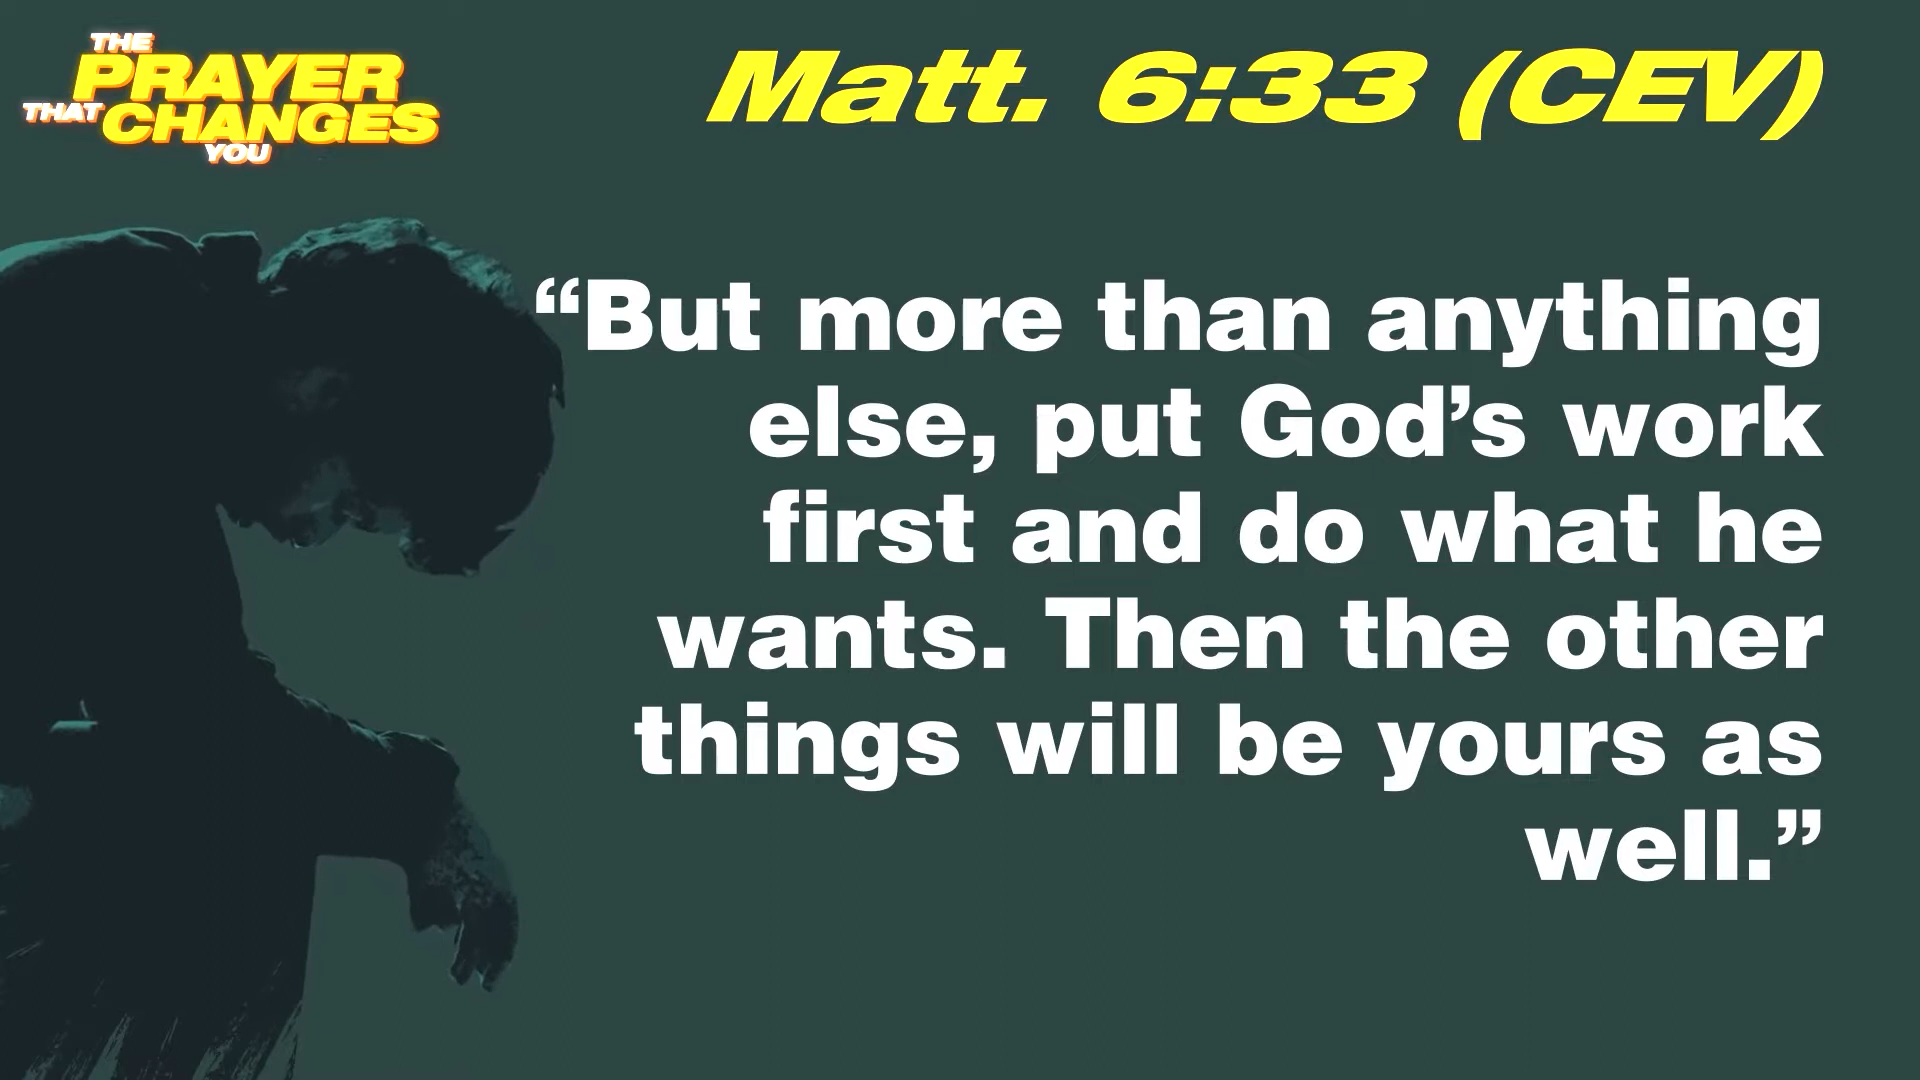 THE
PRAYER
THAT CHANGES
YOU
Matt. 6:33 (CEV)
“But more than anything
else, put God’s work
first and do what he
wants. Then the other
things will be yours as
well.”